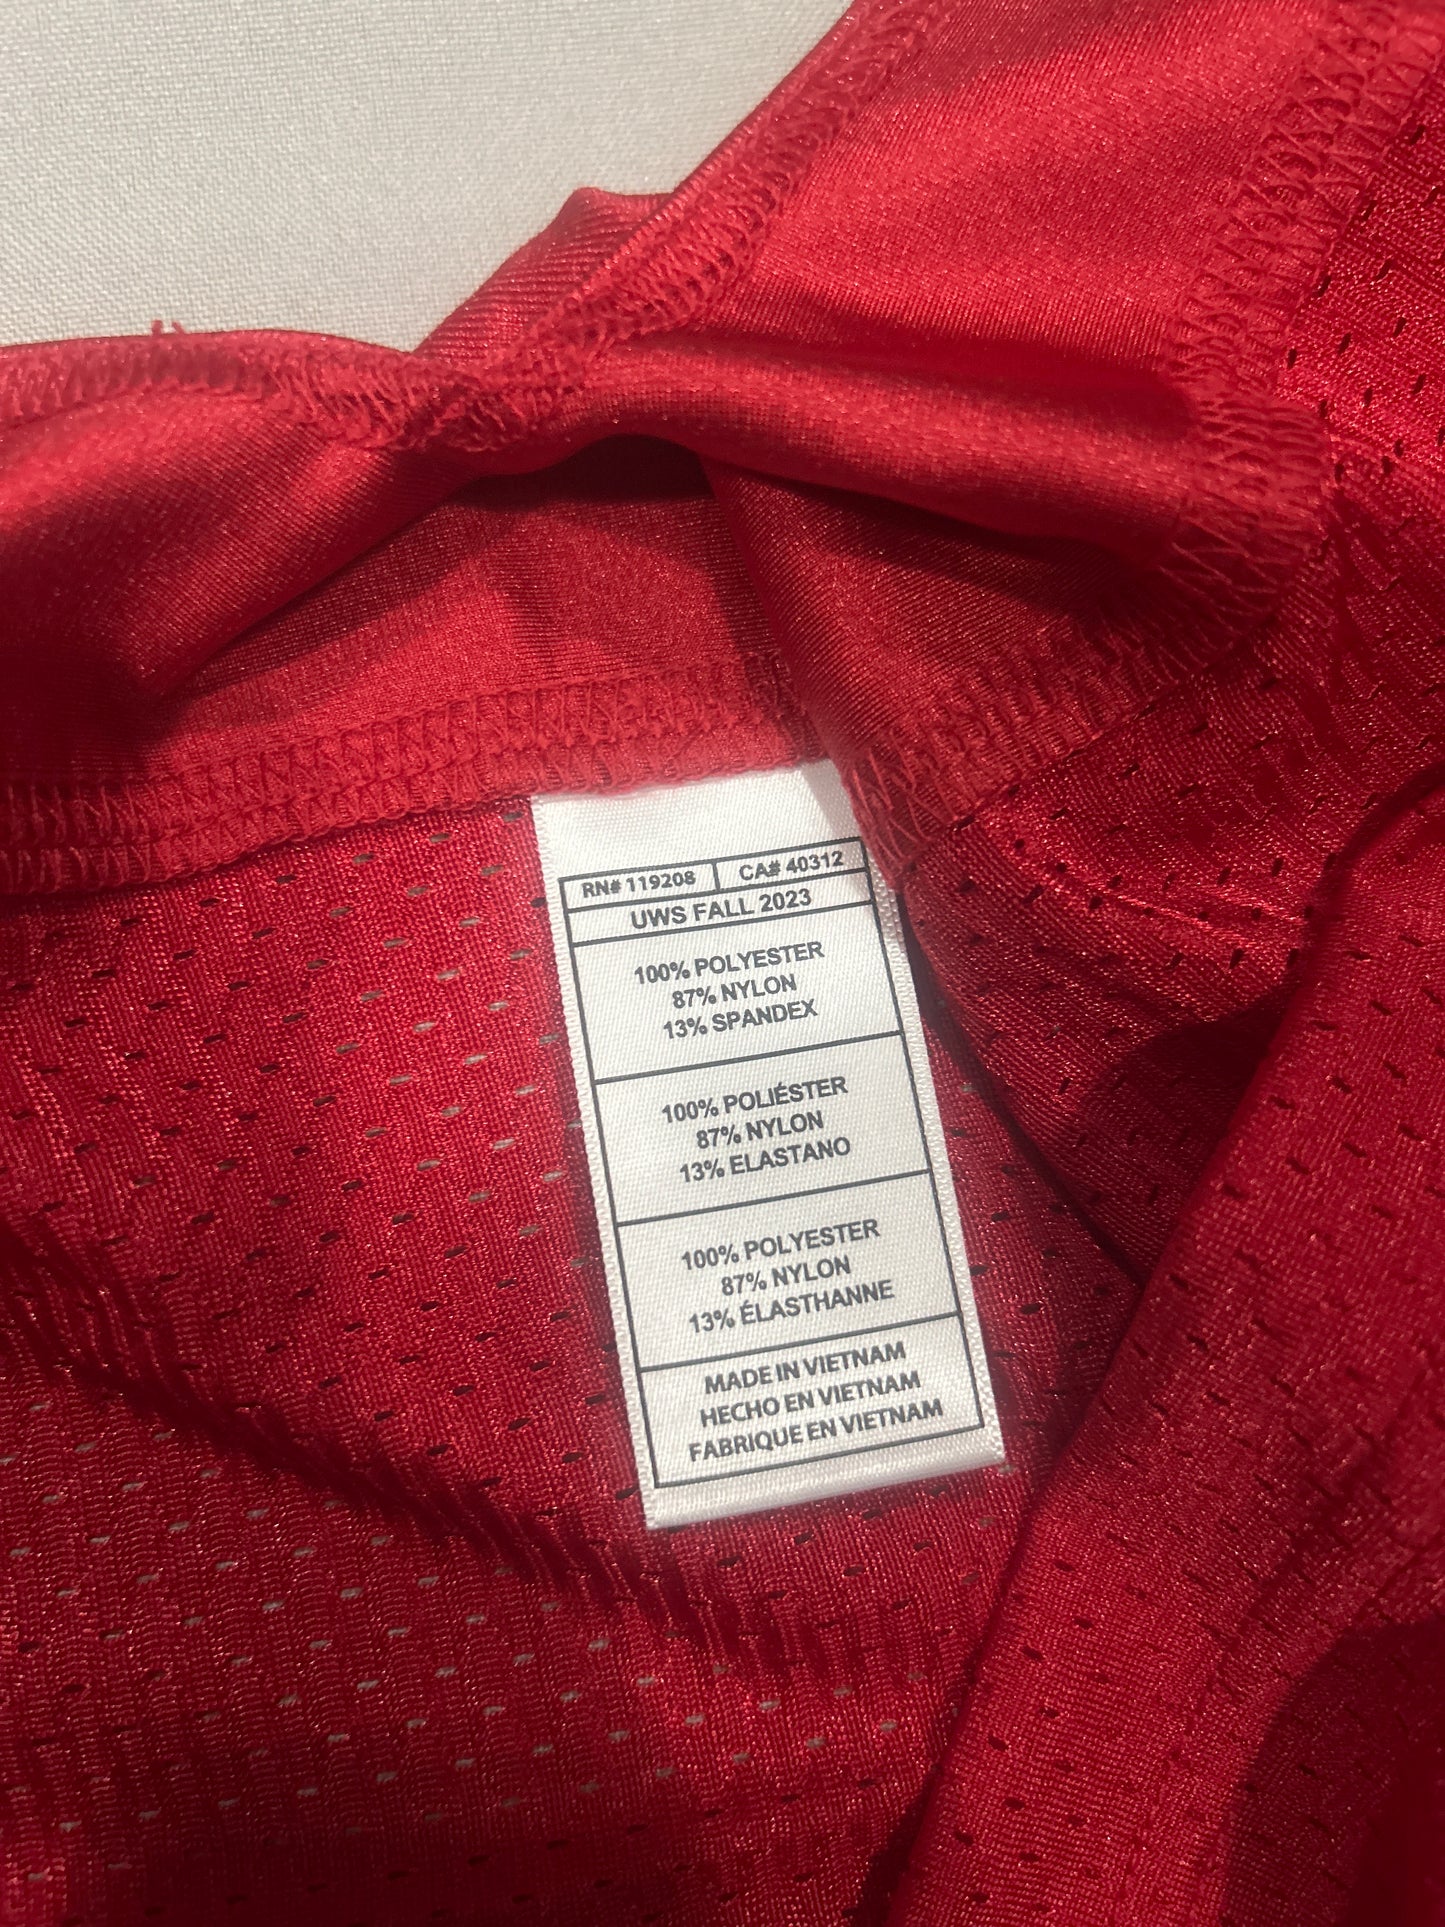 RN# 119208 CA# 40312
UWS FALL 2023
100% POLYESTER
87% NYLON
13% SPANDEX
100% POLIÉSTER
87% NYLON
13% ELASTANO
100% POLYESTER
87% NYLON
13% ÉLASTHANNE
MADE IN VIETNAM
HECHO EN VIETNAM
FABRIQUE EN VIETNAM